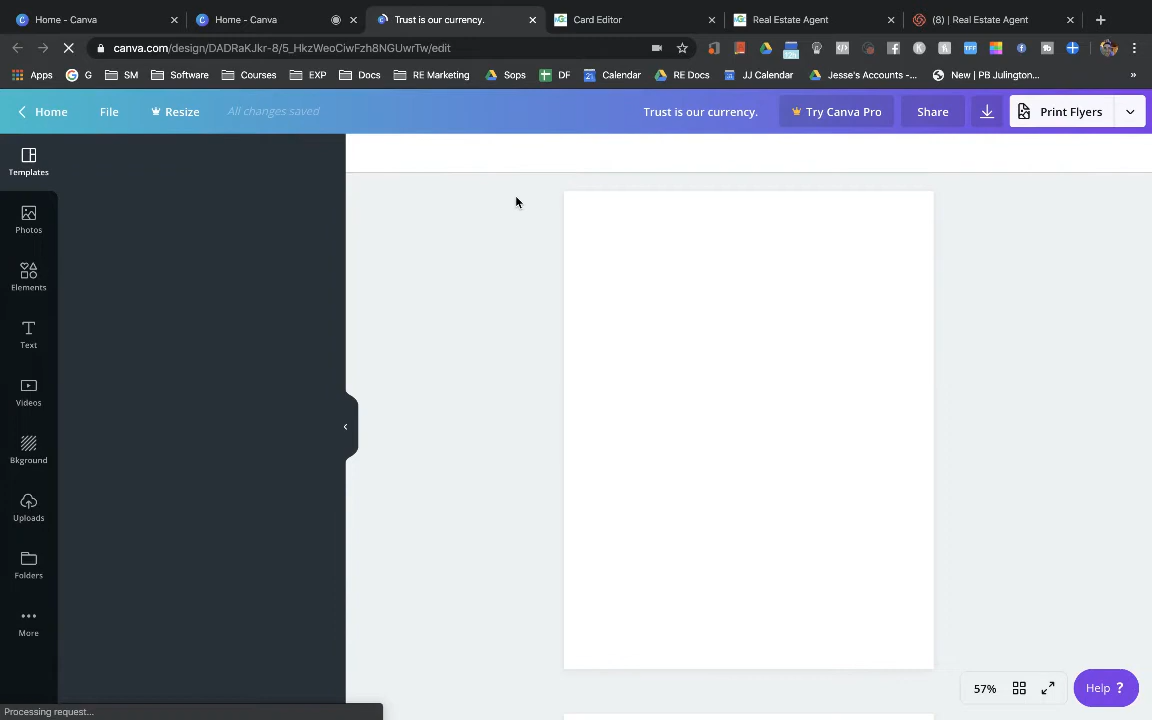 Home - Canva
Home - Canva
Trust is our currency.
Card Editor
Real Estate Agent
(8) | Real Estate Agent
canva.com/design/DADRaKJkr-8/5_HkzWeoCiwFzh8NGUwrTw/edit
Apps
G
SM
Software
Courses
EXP
Docs
RE Marketing
Sops
DF
Calendar
RE Docs
JJ Calendar
Jesse's Accounts -...
New | PB Julington...
»
Home
File
Resize
All changes saved
Trust is our currency.
Try Canva Pro
Share
Print Flyers
Templates
Photos
Elements
Text
Videos
Bkground
Uploads
Folders
More
57%
Help ?
Processing request...